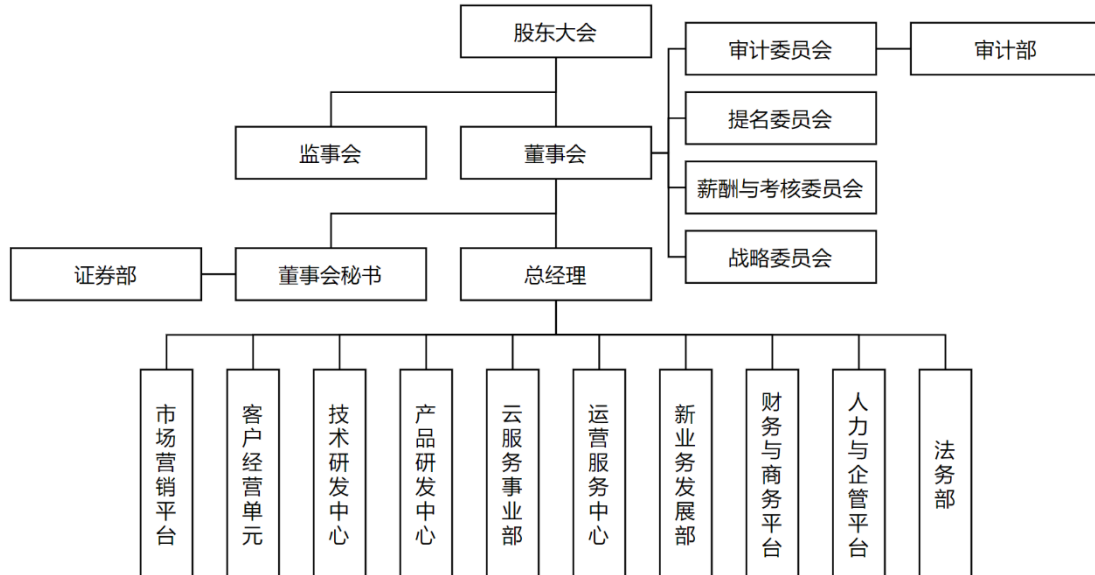 股东大会
审计委员会
审计部
提名委员会
监事会
董事会
薪酬与考核委员会
战略委员会
证券部
董事会秘书
总经理
市场营销平台
客户经营单元
技术研发中心
产品研发中心
云服务事业部
运营服务中心
新业务发展部
财务与商务平台
人力与企管平台
法务部